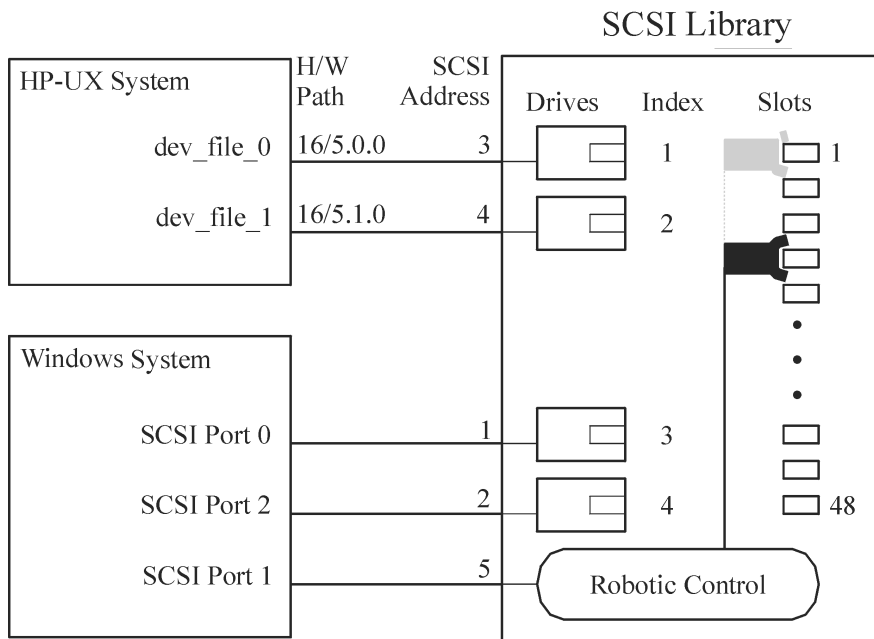 SCSI Library
HP-UX System
H/W Path
SCSI Address
Drives
Index
Slots
dev_file_0
16/5.0.0
3
1
1
dev_file_1
16/5.1.0
4
2
Windows System
SCSI Port 0
1
3
SCSI Port 2
2
4
48
SCSI Port 1
5
Robotic Control